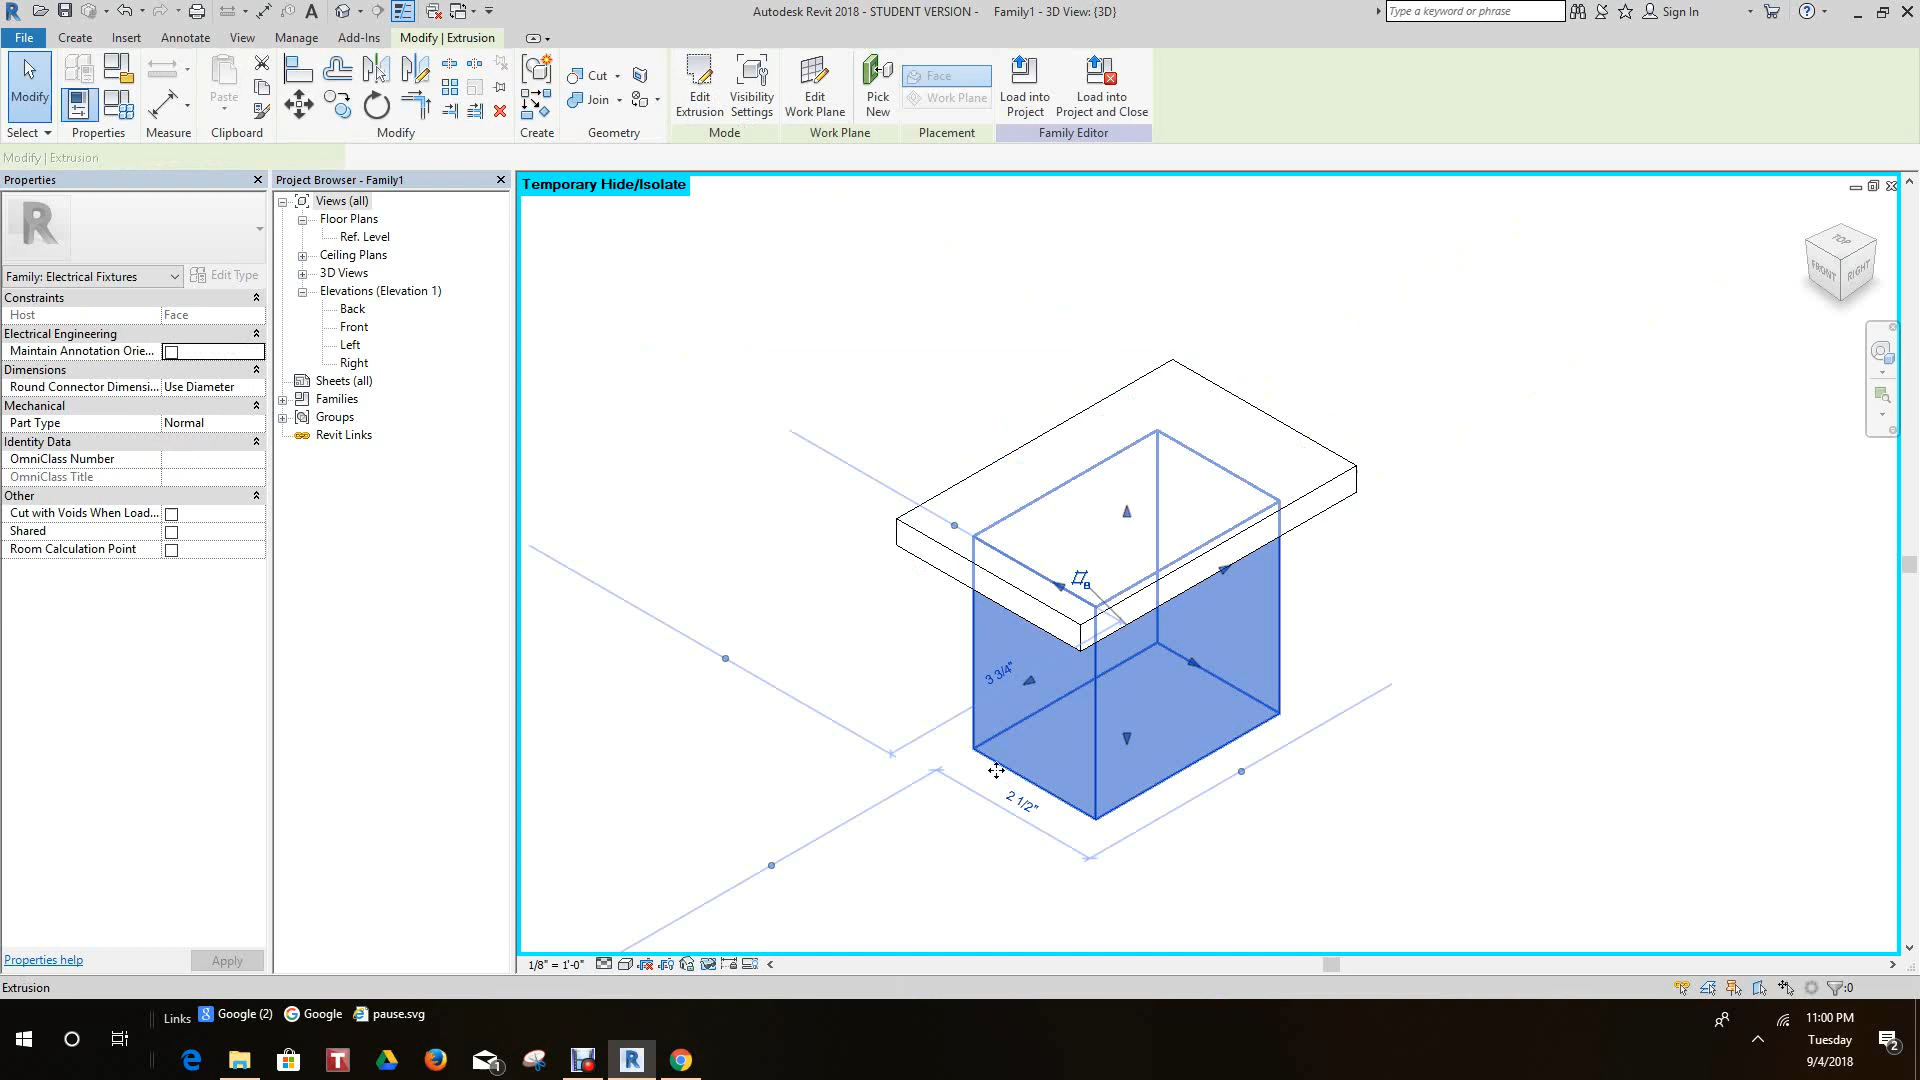 Autodesk Revit 2018 - STUDENT VERSION - Family1 - 3D View: {3D}
Type a keyword or phrase
Sign In
File Create Insert Annotate View Manage Add-Ins Modify | Extrusion
Modify
Paste
Cut
Join
Edit Extrusion
Visibility Settings
Edit Work Plane
Pick New
Face
Work Plane
Load into Project
Load into Project and Close
Select Properties Measure Clipboard Modify Create Geometry Mode Work Plane Placement Family Editor
Modify | Extrusion
Properties
Family: Electrical Fixtures
Edit Type
Constraints
Host Face
Electrical Engineering
Maintain Annotation Orie...
Dimensions
Round Connector Dimensi... Use Diameter
Mechanical
Part Type Normal
Identity Data
OmniClass Number
OmniClass Title
Other
Cut with Voids When Load...
Shared
Room Calculation Point
Properties help
Apply
Project Browser - Family1
Views (all)
Floor Plans
Ref. Level
Ceiling Plans
3D Views
Elevations (Elevation 1)
Back
Front
Left
Right
Sheets (all)
Families
Groups
Revit Links
Temporary Hide/Isolate
TOP
FRONT
RIGHT
3 3/4"
2 1/2"
1/8" = 1'-0"
Extrusion
:0
Links Google (2) Google pause.svg
11:00 PM
Tuesday
9/4/2018
2